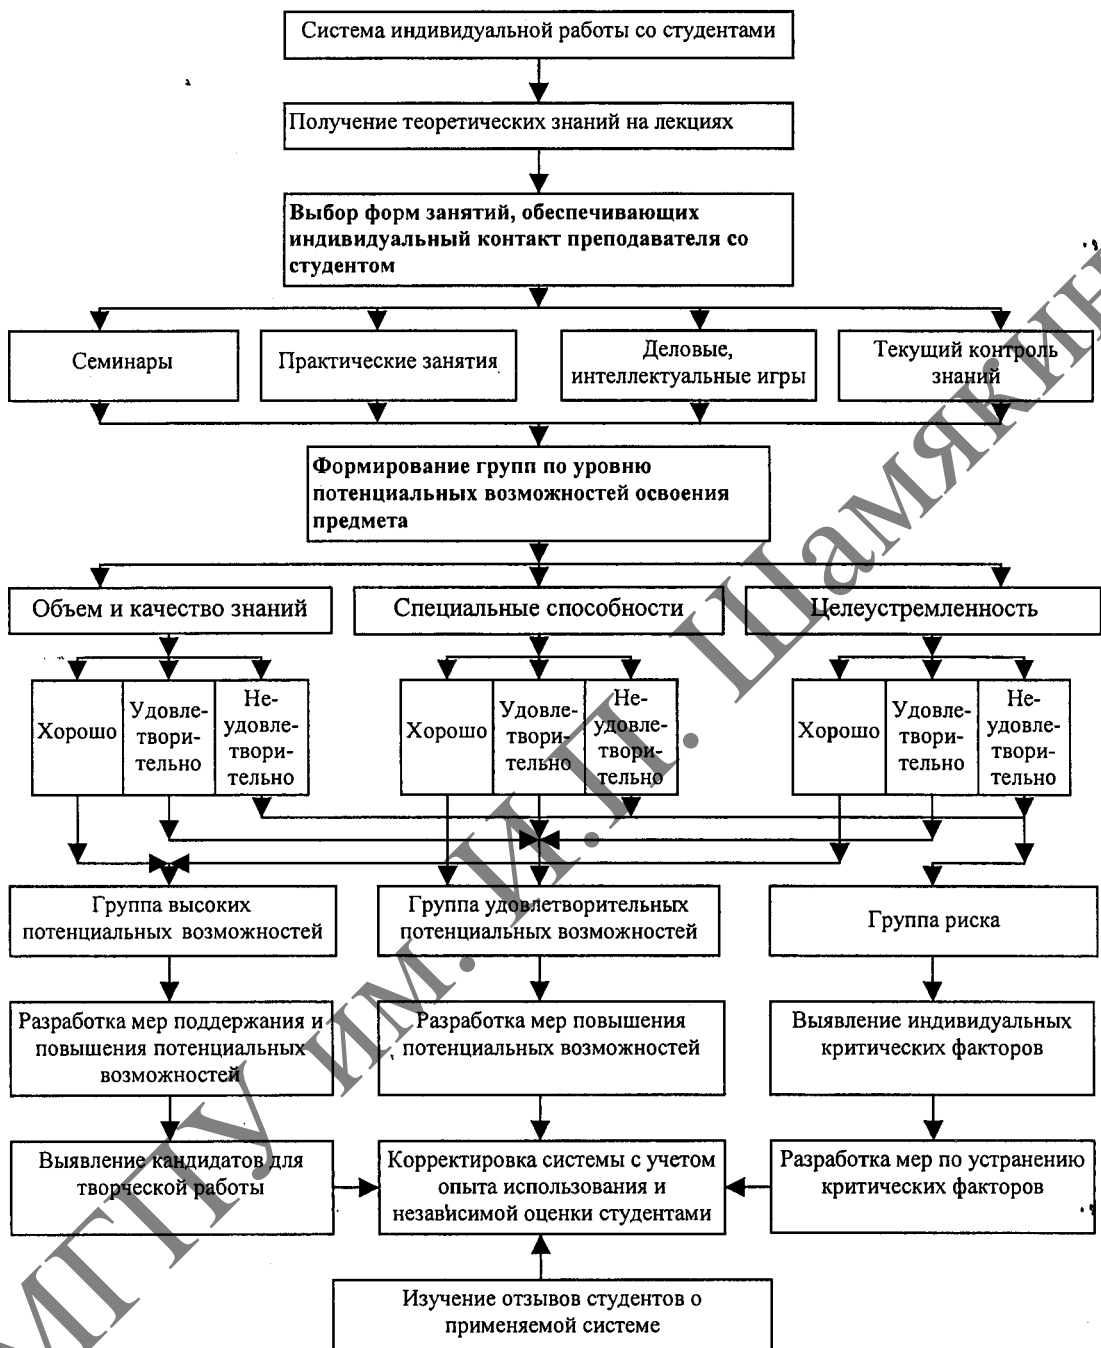 Система индивидуальной работы со студентами
Получение теоретических знаний на лекциях
Выбор форм занятий, обеспечивающих
индивидуальный контакт преподавателя со
студентом
Семинары
Практические занятия
Деловые,
интеллектуальные игры
Текущий контроль
знаний
Формирование групп по уровню
потенциальных возможностей освоения
предмета
Объем и качество знаний
Специальные способности
Целеустремленность
Хорошо
Удовле-
твори-
тельно
Не-
удовле-
твори-
тельно
Хорошо
Удовле-
твори-
тельно
Не-
удовле-
твори-
тельно
Хорошо
Удовле-
твори-
тельно
Не-
удовле-
твори-
тельно
Группа высоких
потенциальных возможностей
Группа удовлетворительных
потенциальных возможностей
Группа риска
Разработка мер поддержания и
повышения потенциальных
возможностей
Разработка мер повышения
потенциальных возможностей
Выявление индивидуальных
критических факторов
Выявление кандидатов для
творческой работы
Корректировка системы с учетом
опыта использования и
независимой оценки студентами
Разработка мер по устранению
критических факторов
Изучение отзывов студентов о
применяемой системе
МГПУ им. И.П. Шамякин